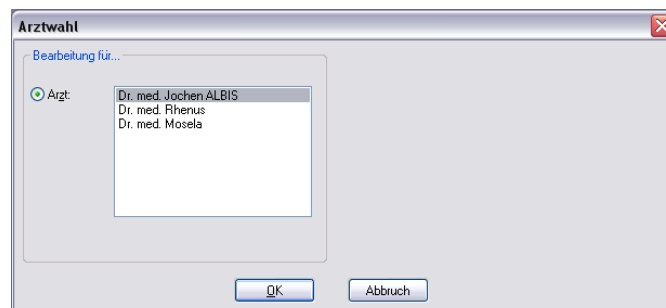 Arztwahl
Bearbeitung für...
Arzt:
Dr. med. Jochen ALBIS
Dr. med. Rhenus
Dr. med. Mosela
OK
Abbruch